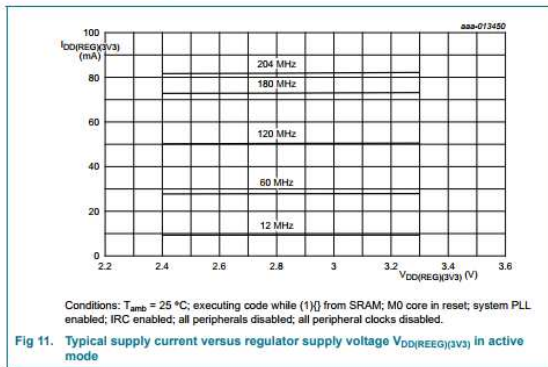 aaa-013450
100
IDD(REG)(3V3)
(mA)
80
60
40
20
0
204 MHz
180 MHz
120 MHz
60 MHz
12 MHz
2.2 2.4 2.6 2.8 3 3.2 3.4 3.6
VDD(REG)(3V3) (V)
Conditions: Tamb = 25 °C; executing code while (1){} from SRAM; M0 core in reset; system PLL
enabled; IRC enabled; all peripherals disabled; all peripheral clocks disabled.
Fig 11. Typical supply current versus regulator supply voltage VDD(REEG)(3V3) in active
mode